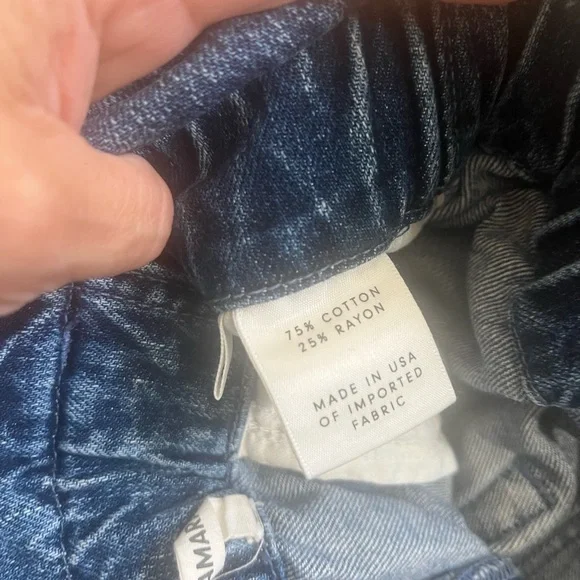 75% COTTON
25% RAYON
MADE IN USA
OF IMPORTED
FABRIC